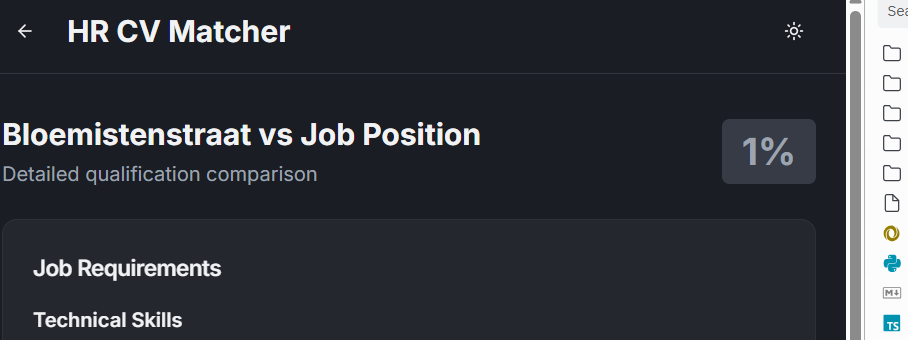 HR CV Matcher
Bloemistenstraat vs Job Position
1%
Detailed qualification comparison
Job Requirements
Technical Skills
Sea
M↓
TS